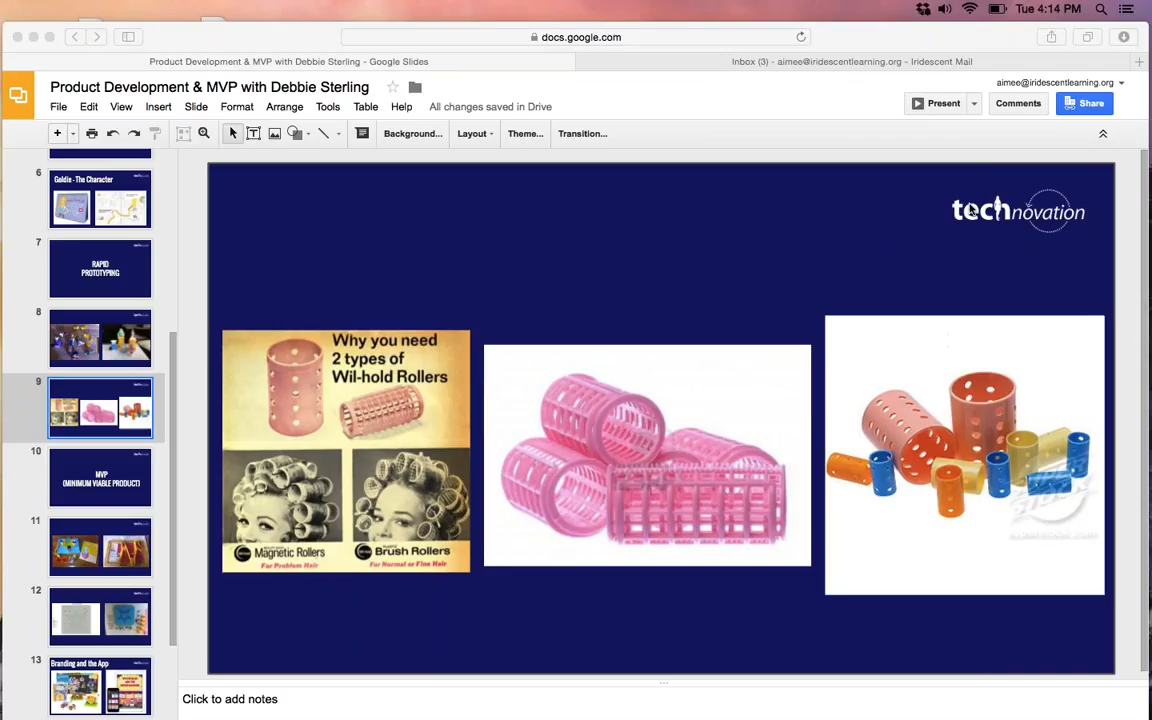 Tue 4:14 PM
docs.google.com
Product Development & MVP with Debbie Sterling - Google Slides
Inbox (3) - aimee@iridescentlearning.org - Iridescent Mail
Product Development & MVP with Debbie Sterling
aimee@iridescentlearning.org
File Edit View Insert Slide Format Arrange Tools Table Help All changes saved in Drive
Present Comments Share
Background... Layout Theme... Transition...
6
Goldie - The Character
7
RAPID
PROTOTYPING
8
9
10
MVP
(MINIMUM VIABLE PRODUCT)
11
12
13
Branding and the App
technovation
Why you need
2 types of
Wil-hold Rollers
Magnetic Rollers
For Problem Hair
Brush Rollers
For Normal or Fine Hair
Click to add notes